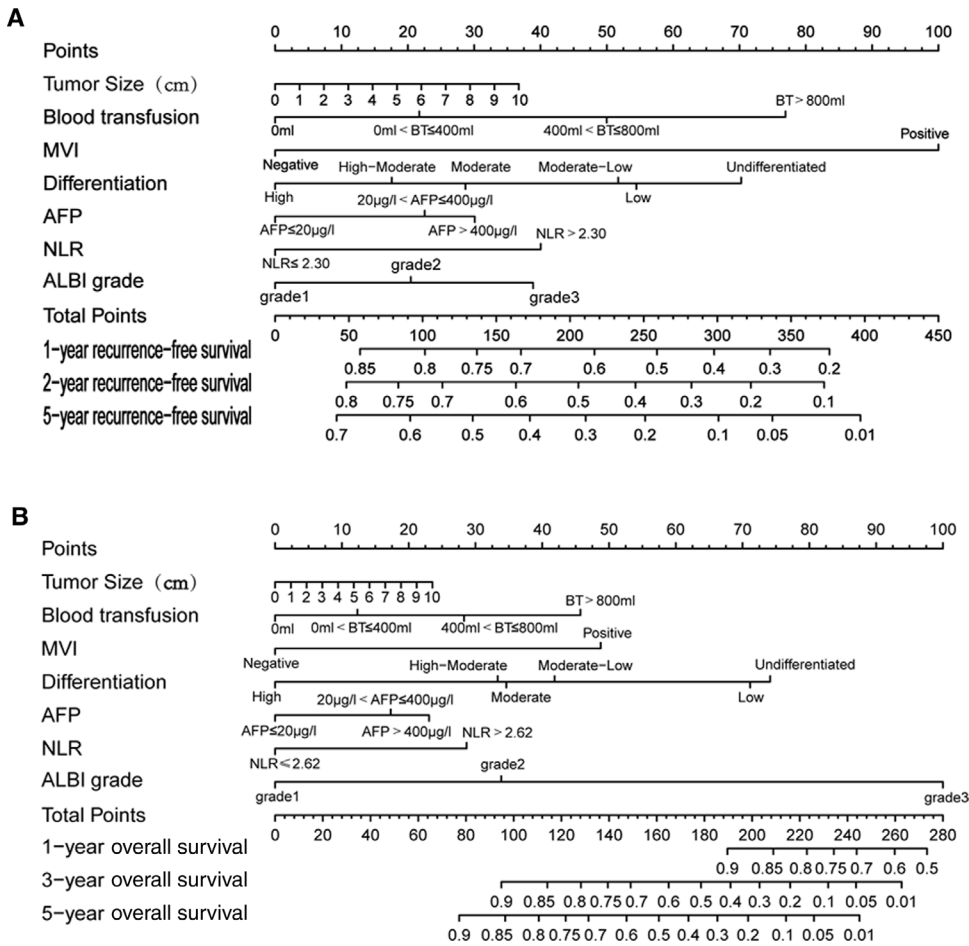 A
0 10 20 30 40 50 60 70 80 90 100
Points
Tumor Size (cm)
0 1 2 3 4 5 6 7 8 9 10
BT > 800ml
Blood transfusion
0ml 0ml < BT≤400ml 400ml < BT≤800ml
Positive
MVI
Negative High−Moderate Moderate Moderate−Low Undifferentiated
Differentiation
High 20μg/l < AFP≤400μg/l Low
AFP
AFP≤20μg/l AFP > 400μg/l NLR > 2.30
NLR
NLR≤ 2.30 grade2
ALBI grade
grade1 grade3
Total Points
0 50 100 150 200 250 300 350 400 450
1−year recurrence−free survival
0.85 0.8 0.75 0.7 0.6 0.5 0.4 0.3 0.2
2−year recurrence−free survival
0.8 0.75 0.7 0.6 0.5 0.4 0.3 0.2 0.1
5−year recurrence−free survival
0.7 0.6 0.5 0.4 0.3 0.2 0.1 0.05 0.01
B
0 10 20 30 40 50 60 70 80 90 100
Points
Tumor Size (cm)
0 1 2 3 4 5 6 7 8 9 10
BT > 800ml
Blood transfusion
0ml 0ml < BT≤400ml 400ml < BT≤800ml
Positive
MVI
Negative High−Moderate Moderate−Low Undifferentiated
Differentiation
High 20μg/l < AFP≤400μg/l Moderate Low
AFP
AFP≤20μg/l AFP > 400μg/l NLR > 2.62
NLR
NLR≤2.62 grade2
ALBI grade
grade1 grade3
Total Points
0 20 40 60 80 100 120 140 160 180 200 220 240 260 280
1−year overall survival
0.9 0.85 0.8 0.75 0.7 0.6 0.5
3−year overall survival
0.9 0.85 0.8 0.75 0.7 0.6 0.5 0.4 0.3 0.2 0.1 0.05 0.01
5−year overall survival
0.9 0.85 0.8 0.75 0.7 0.6 0.5 0.4 0.3 0.2 0.1 0.05 0.01